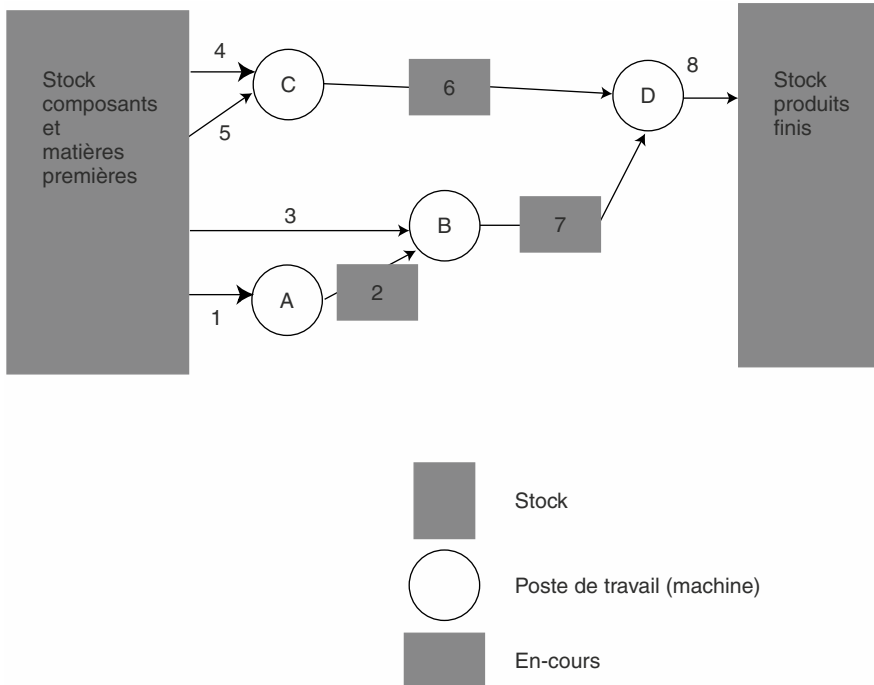 Stock
composants
et
matières
premières
4
5
C
6
D
8
Stock
produits
finis
3
B
7
1
A
2
Stock
Poste de travail (machine)
En-cours